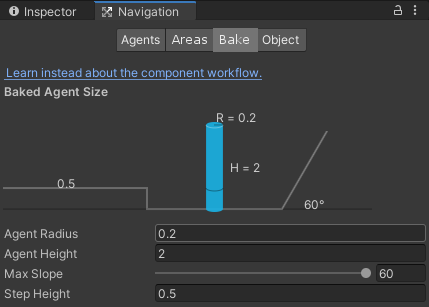 Inspector Navigation
Agents Areas Bake Object
Learn instead about the component workflow.
Baked Agent Size
R = 0.2
H = 2
0.5
60°
Agent Radius 0.2
Agent Height 2
Max Slope 60
Step Height 0.5